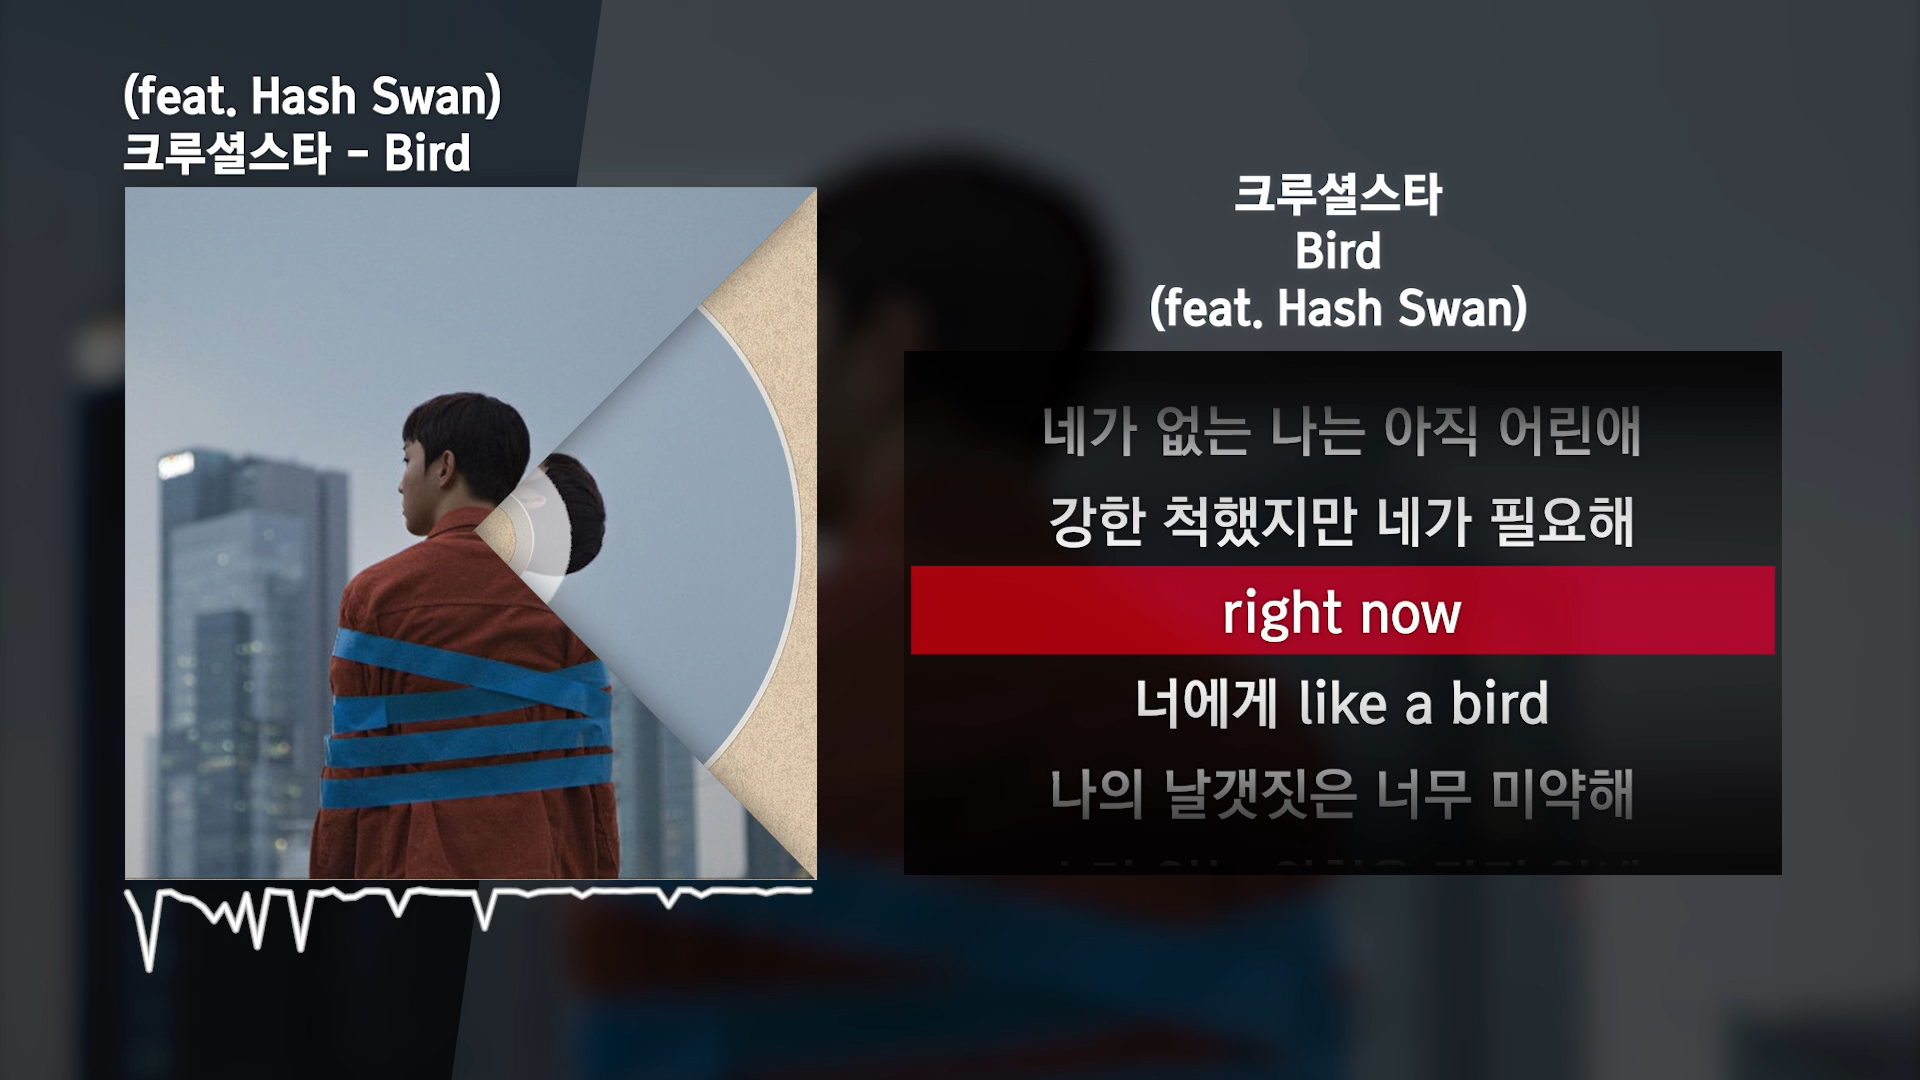 (feat. Hash Swan)
크루셜스타 - Bird
크루셜스타
Bird
(feat. Hash Swan)
네가 없는 나는 아직 어린애
강한 척했지만 네가 필요해
right now
너에게 like a bird
나의 날갯짓은 너무 미약해